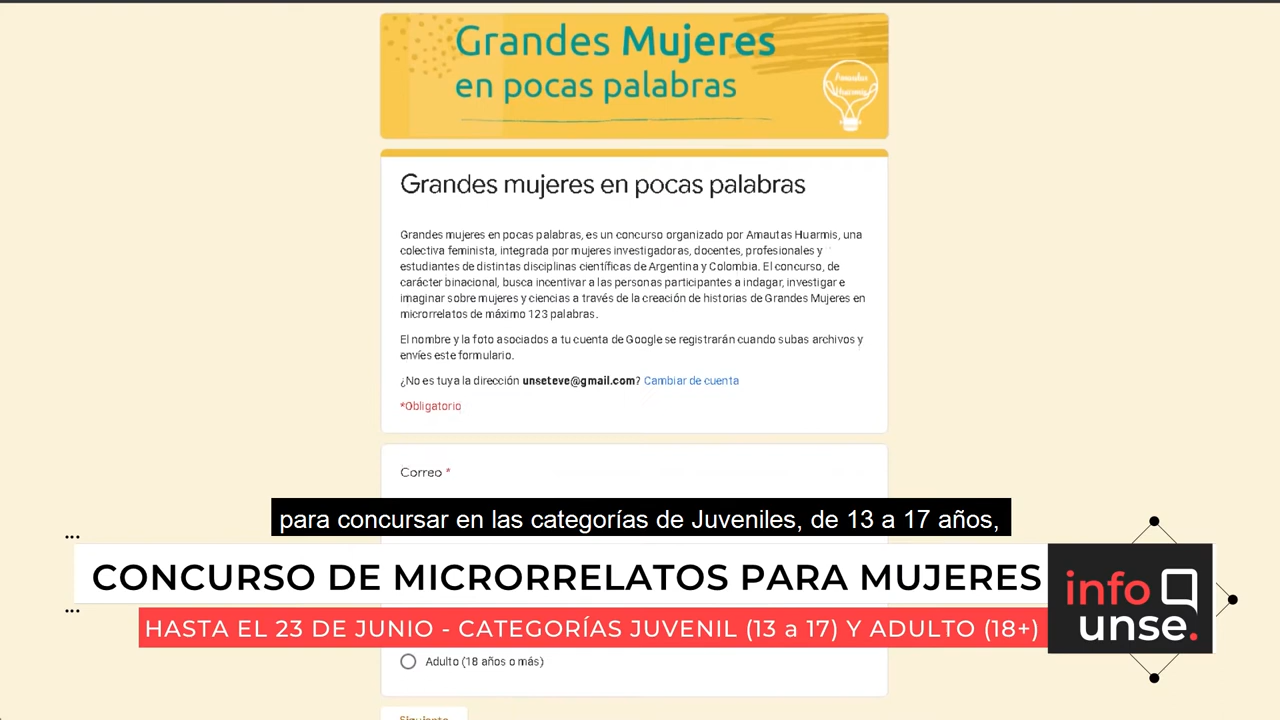 Grandes Mujeres
en pocas palabras
Amautas
Huarmis
Grandes mujeres en pocas palabras
Grandes mujeres en pocas palabras, es un concurso organizado por Amautas Huarmis, una
colectiva feminista, integrada por mujeres investigadoras, docentes, profesionales y
estudiantes de distintas disciplinas científicas de Argentina y Colombia. El concurso, de
carácter binacional, busca incentivar a las personas participantes a indagar, investigar e
imaginar sobre mujeres y ciencias a través de la creación de historias de Grandes Mujeres en
microrrelatos de máximo 123 palabras.
El nombre y la foto asociados a tu cuenta de Google se registrarán cuando subas archivos y
envíes este formulario.
¿No es tuya la dirección unseteve@gmail.com? Cambiar de cuenta
*Obligatorio
Correo *
para concursar en las categorías de Juveniles, de 13 a 17 años,
CONCURSO DE MICRORRELATOS PARA MUJERES
HASTA EL 23 DE JUNIO - CATEGORÍAS JUVENIL (13 a 17) Y ADULTO (18+)
info
unse.
Adulto (18 años o más)
Siguiente